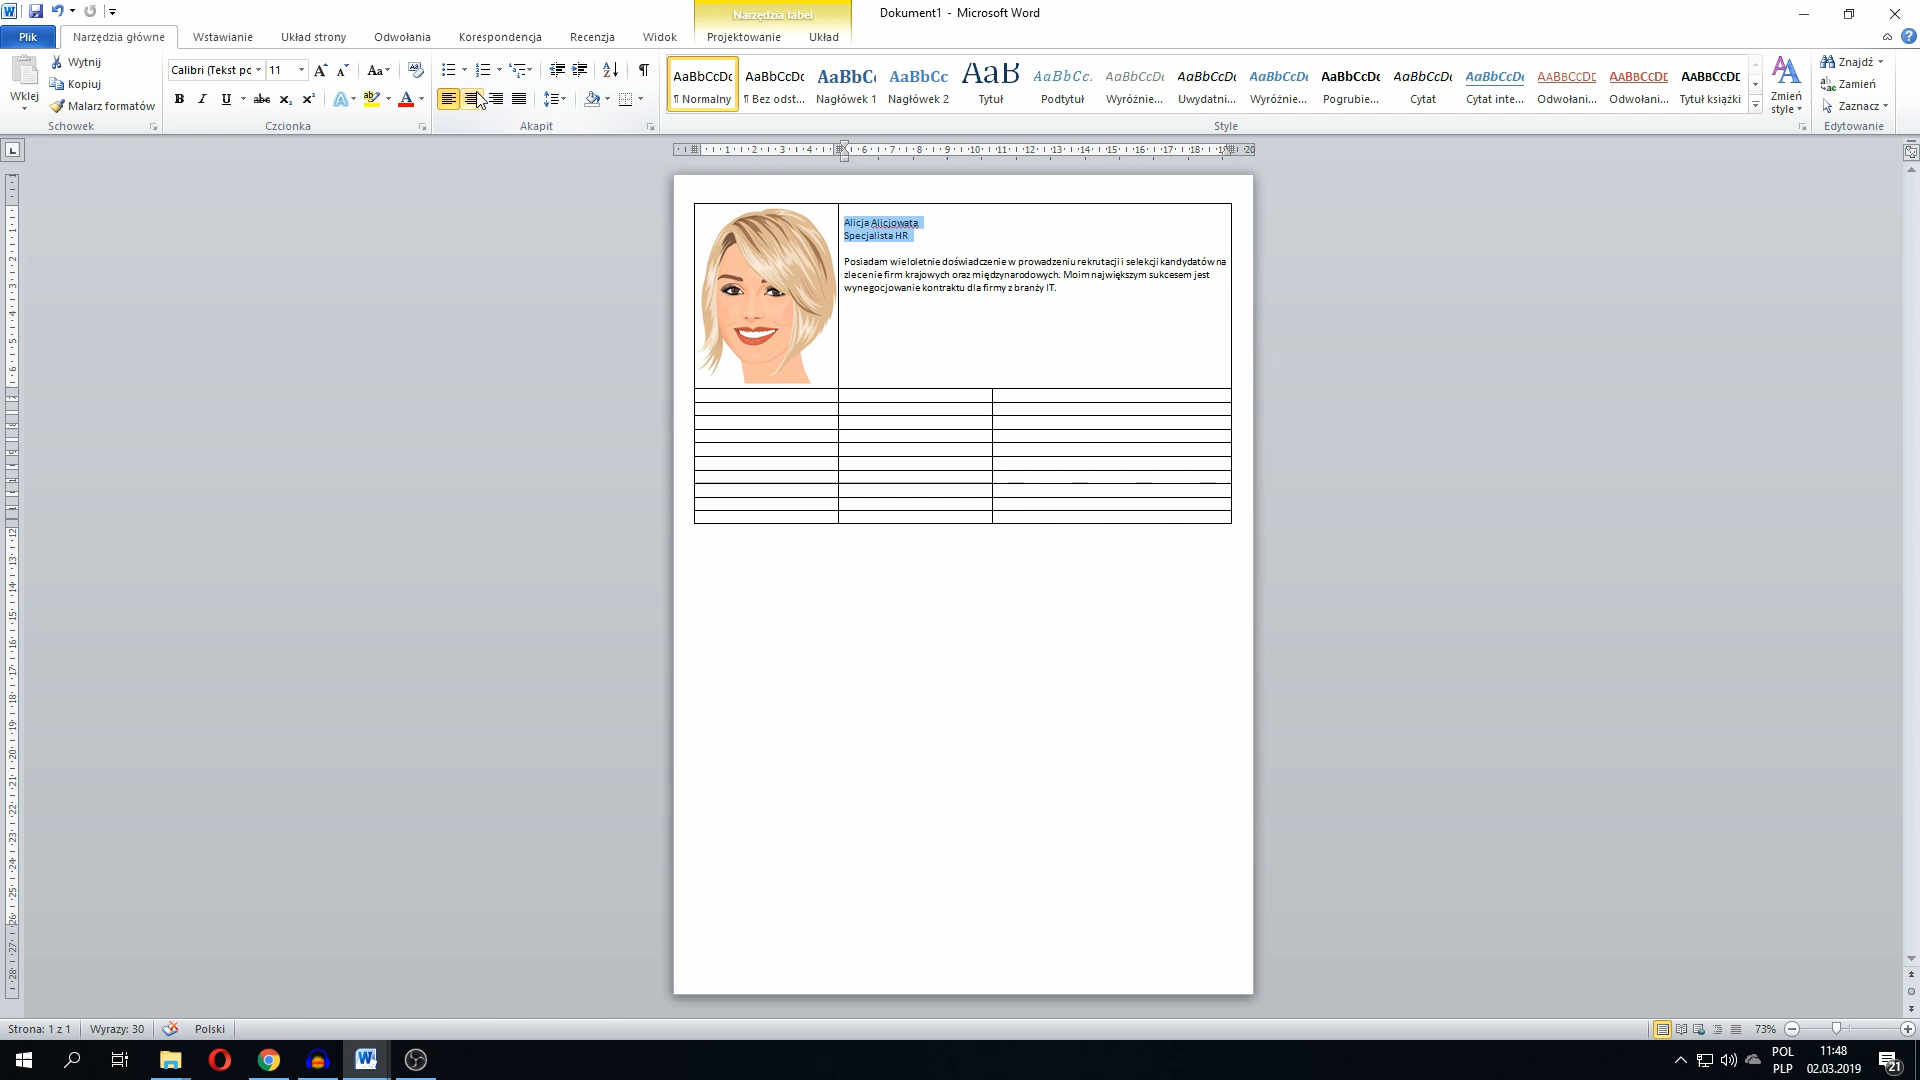 Narzędzia tabel
Dokument1 - Microsoft Word
Plik
Narzędzia główne
Wstawianie
Układ strony
Odwołania
Korespondencja
Recenzja
Widok
Projektowanie
Układ
Wklej
Wytnij
Kopiuj
Malarz formatów
Schowek
Calibri (Tekst pc
11
Czcionka
Akapit
AaBbCcDc
¶ Normalny
AaBbCcDc
¶ Bez odst...
AaBbC
Nagłówek 1
AaBbCc
Nagłówek 2
AaB
Tytuł
AaBbCc.
Podtytuł
AaBbCcDc
Wyróżnie...
AaBbCcDc
Uwydatni...
AaBbCcDc
Wyróżnie...
AaBbCcDc
Pogrubie...
AaBbCcDc
Cytat
AaBbCcDc
Cytat inte...
AABBCCDE
Odwołani...
AABBCCDE
Odwołani...
AABBCCDE
Tytuł książki
Zmień
style
Style
Znajdź
Zamień
Zaznacz
Edytowanie
Alicja Alicjowata
Specjalista HR
Posiadam wieloletnie doświadczenie w prowadzeniu rekrutacji i selekcji kandydatów na
zlecenie firm krajowych oraz międzynarodowych. Moim największym sukcesem jest
wynegocjowanie kontraktu dla firmy z branży IT.
Strona: 1 z 1
Wyrazy: 30
Polski
73%
POL
PLP
11:48
02.03.2019
21